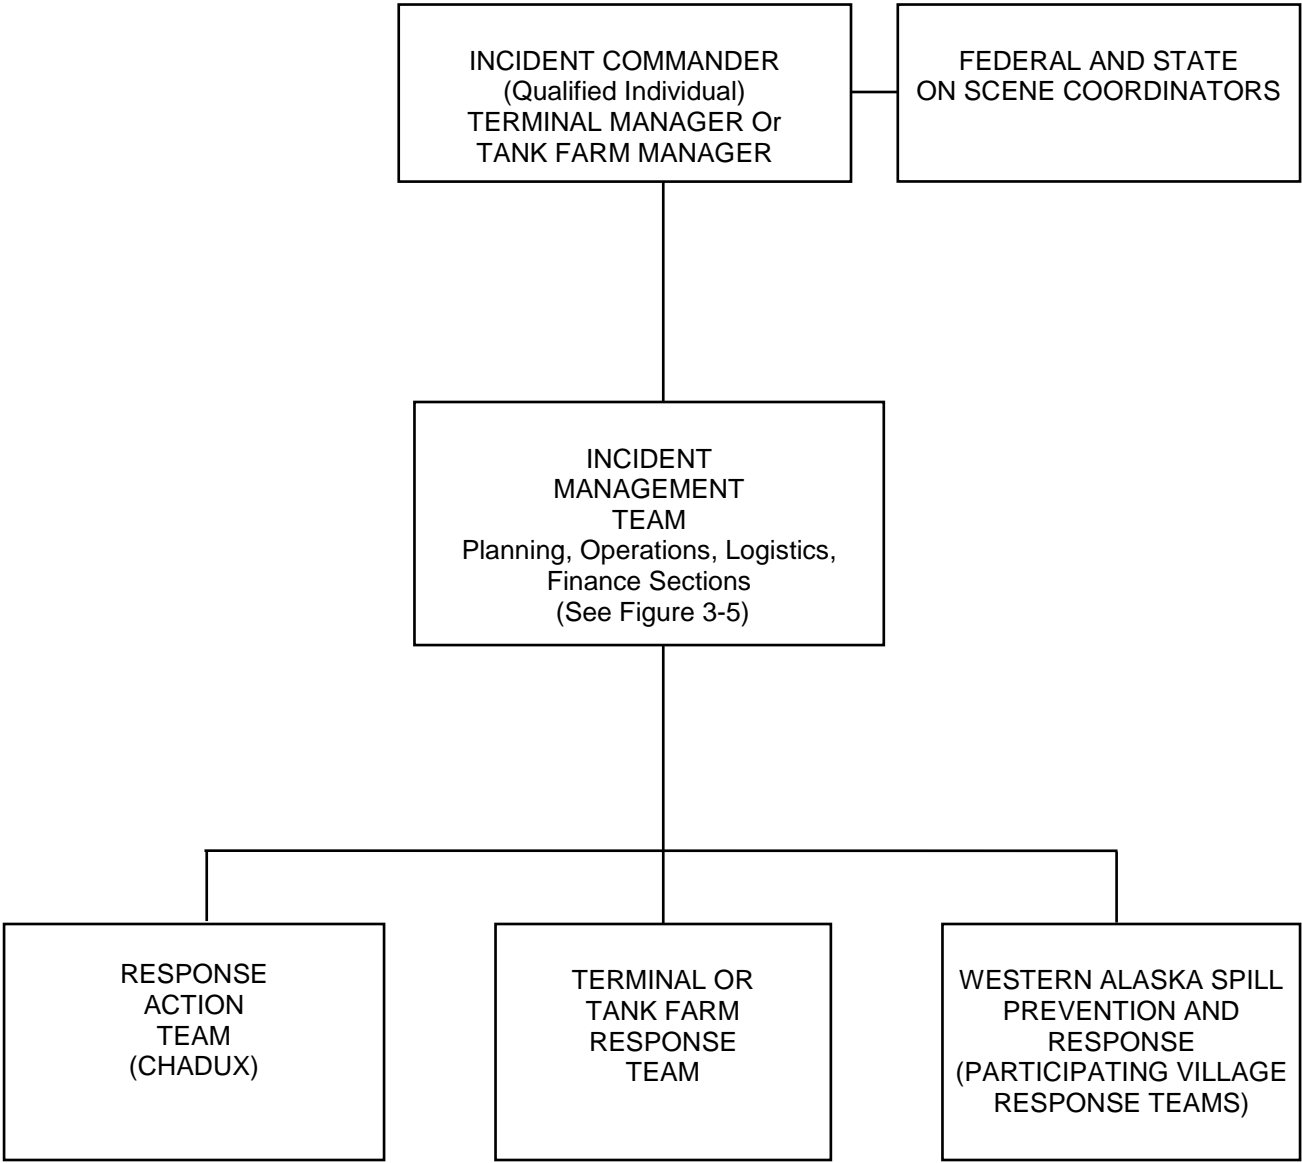 INCIDENT COMMANDER
(Qualified Individual)
TERMINAL MANAGER Or
TANK FARM MANAGER
FEDERAL AND STATE
ON SCENE COORDINATORS
INCIDENT
MANAGEMENT
TEAM
Planning, Operations, Logistics,
Finance Sections
(See Figure 3-5)
RESPONSE
ACTION
TEAM
(CHADUX)
TERMINAL OR
TANK FARM
RESPONSE
TEAM
WESTERN ALASKA SPILL
PREVENTION AND
RESPONSE
(PARTICIPATING VILLAGE
RESPONSE TEAMS)